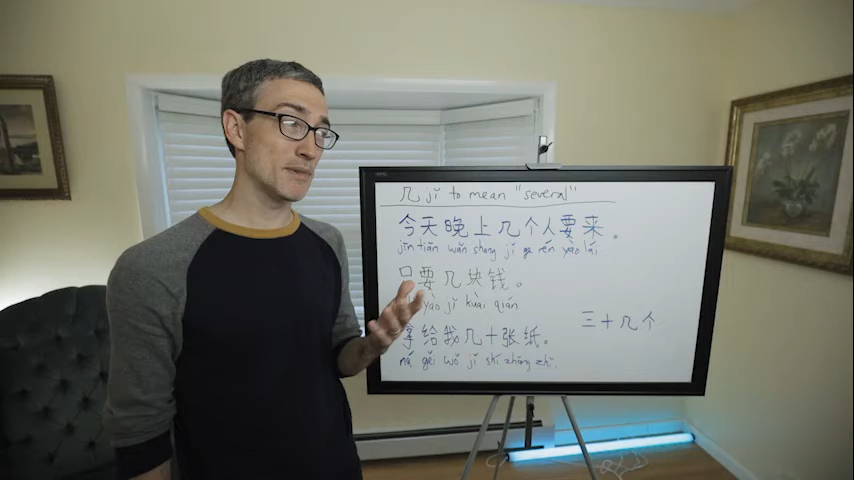 几 jǐ to mean "several"
今天晚上几个人要来。
jīn tiān wǎn shang jǐ ge rén yào lái
只要几块钱。
yào jǐ kuài qián
三十几个
拿给我几十张纸。
ná gěi wǒ jǐ shí zhāng zhǐ.